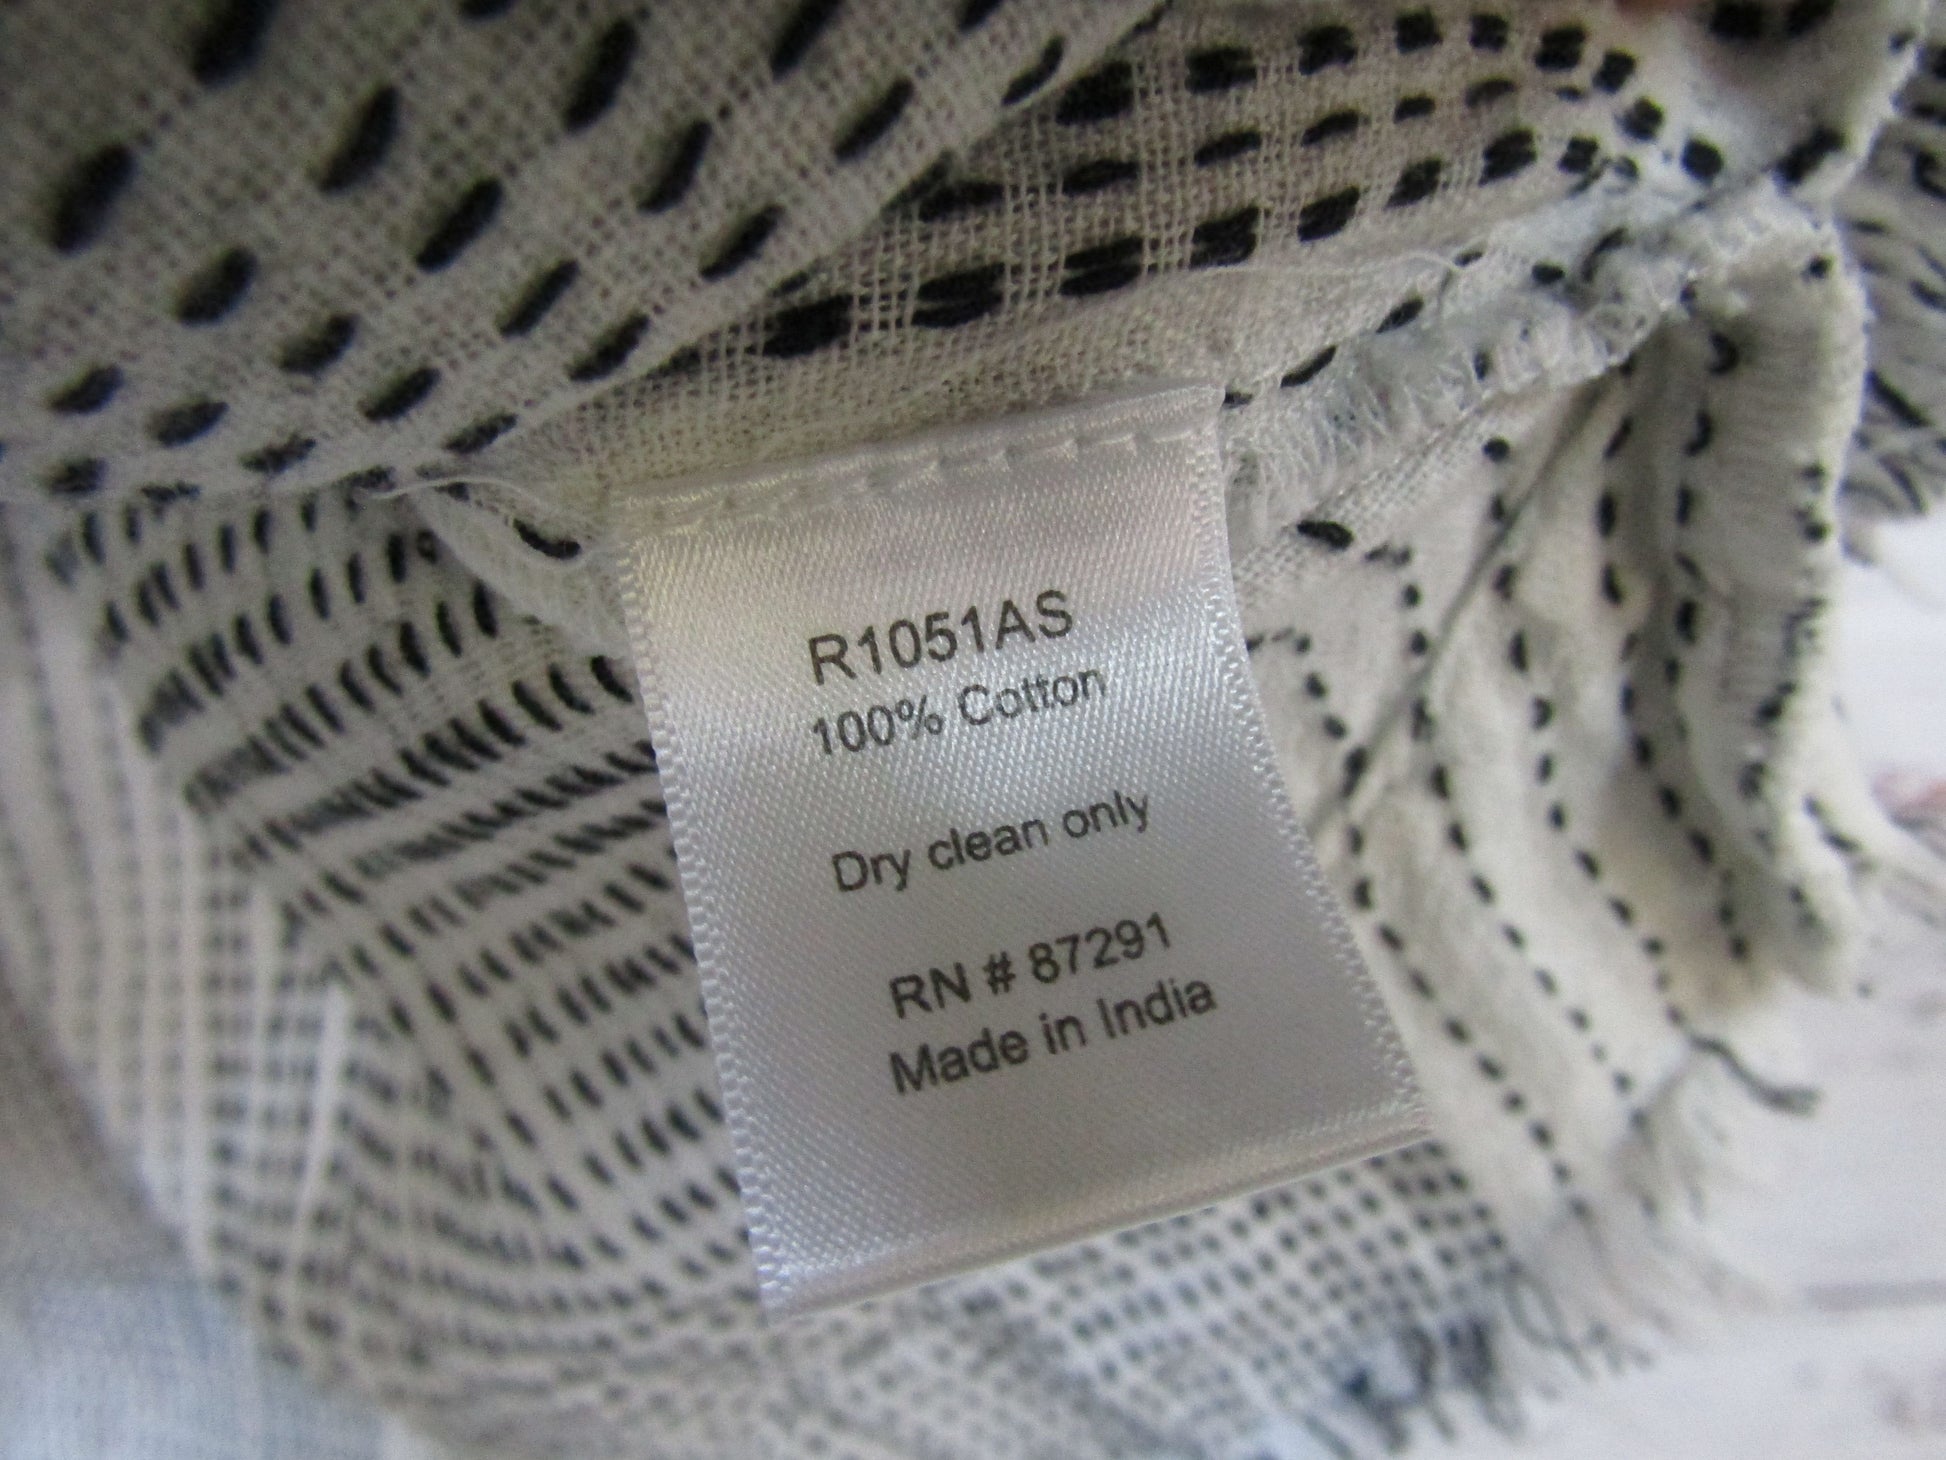 R1051AS
100% Cotton
Dry clean only
RN # 87291
Made in India